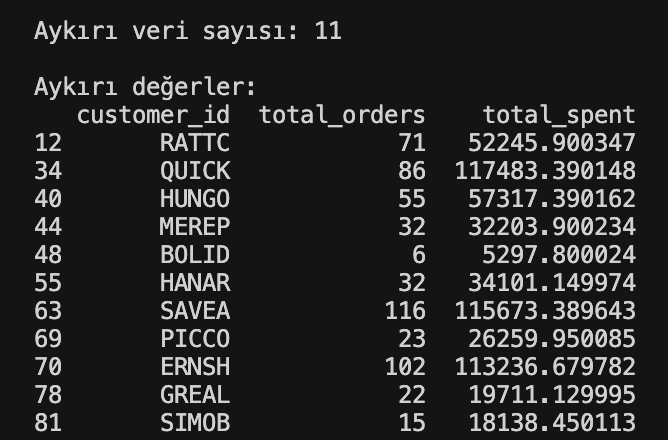 Aykırı veri sayısı: 11
Aykırı değerler:
customer_id total_orders total_spent
12 RATTC 71 52245.900347
34 QUICK 86 117483.390148
40 HUNGO 55 57317.390162
44 MEREP 32 32203.900234
48 BOLID 6 5297.800024
55 HANAR 32 34101.149974
63 SAVEA 116 115673.389643
69 PICCO 23 26259.950085
70 ERNSH 102 113236.679782
78 GREAL 22 19711.129995
81 SIMOB 15 18138.450113